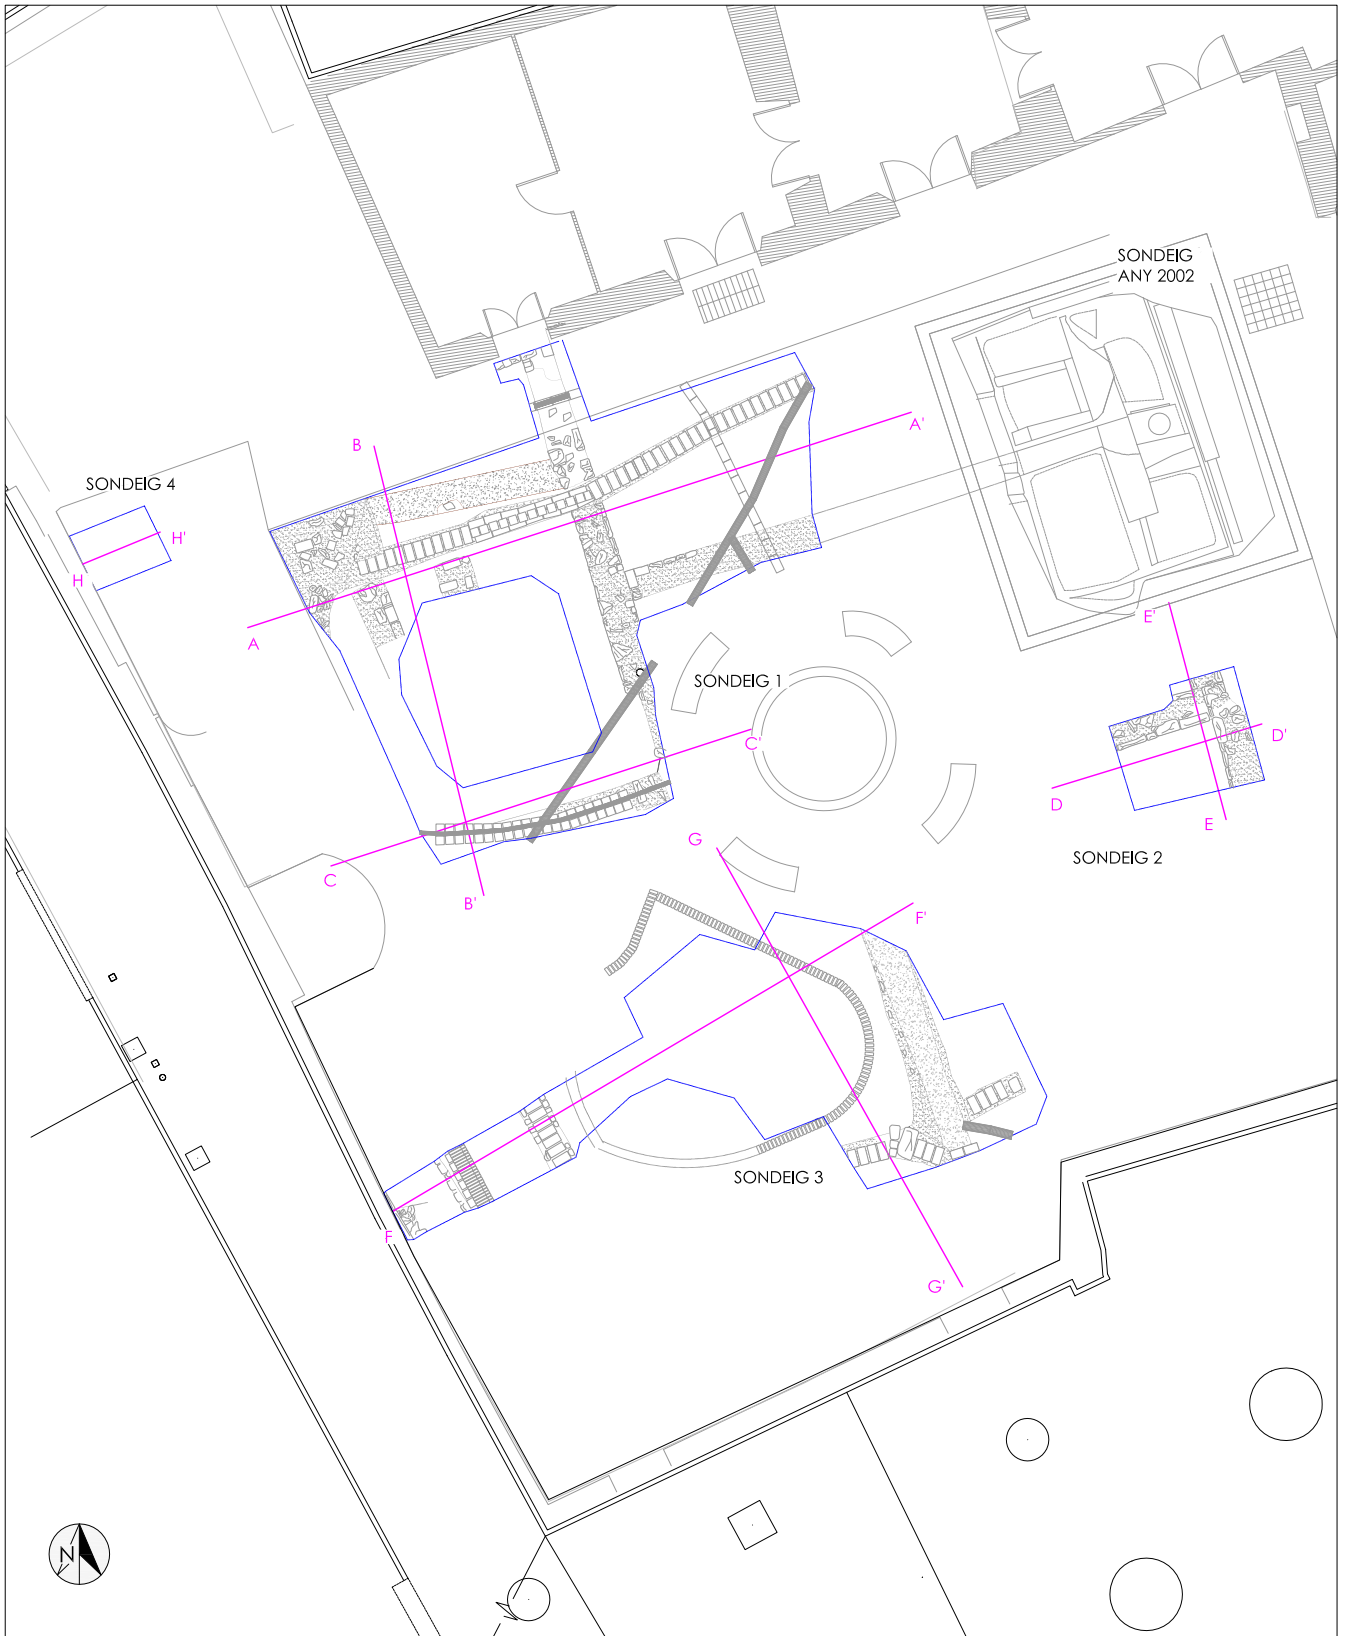 SONDEIG
ANY 2002
A'
B
SONDEIG 4
H'
H
E'
A
SONDEIG 1
D'
C'
D
E
G
SONDEIG 2
C
B'
F'
SONDEIG 3
F
G'
N